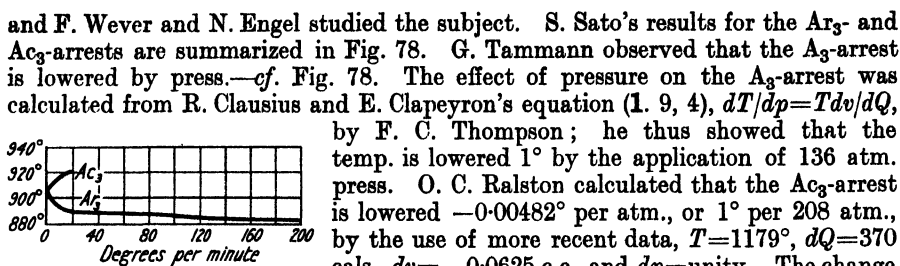 and F. Wever and N. Engel studied the subject. S. Sato's results for the Ar₃- and
Ac₃-arrests are summarized in Fig. 78. G. Tammann observed that the A₃-arrest
is lowered by press.—cf. Fig. 78. The effect of pressure on the A₃-arrest was
calculated from R. Clausius and E. Clapeyron's equation (1. 9, 4), dT/dp=Tdv/dQ,
by F. C. Thompson; he thus showed that the
temp. is lowered 1° by the application of 136 atm.
press. O. C. Ralston calculated that the Ac₃-arrest
is lowered —0·00482° per atm., or 1° per 208 atm.,
by the use of more recent data, T=1179°, dQ=370
940°
920°
900°
880°
Ac₃
Ar₃
0 40 80 120 160 200
Degrees per minute